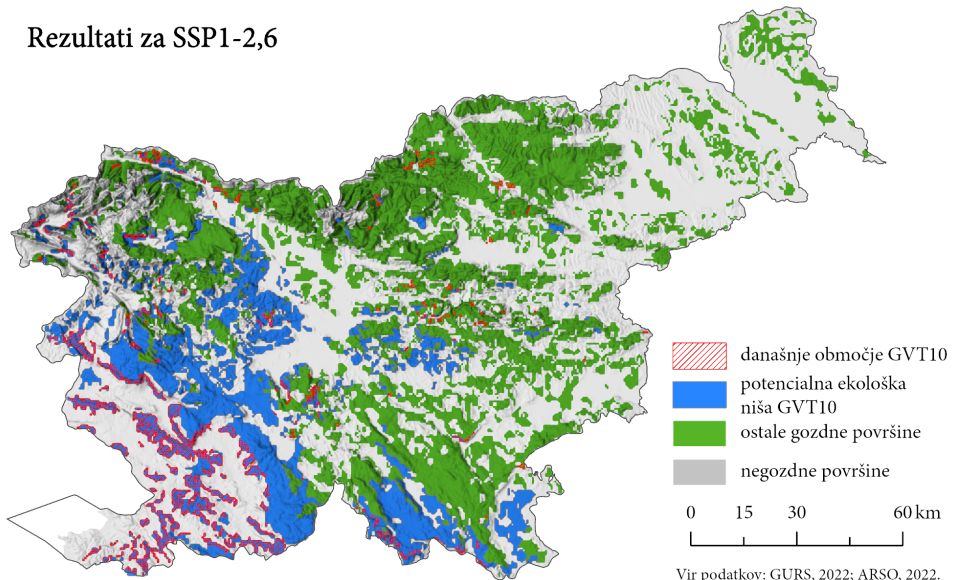 Rezultati za SSP1-2,6
današnje območje GVT10
potencialna ekološka
niša GVT10
ostale gozdne površine
negozdne površine
0 15 30 60 km
Vir podatkov: GURS, 2022; ARSO, 2022.